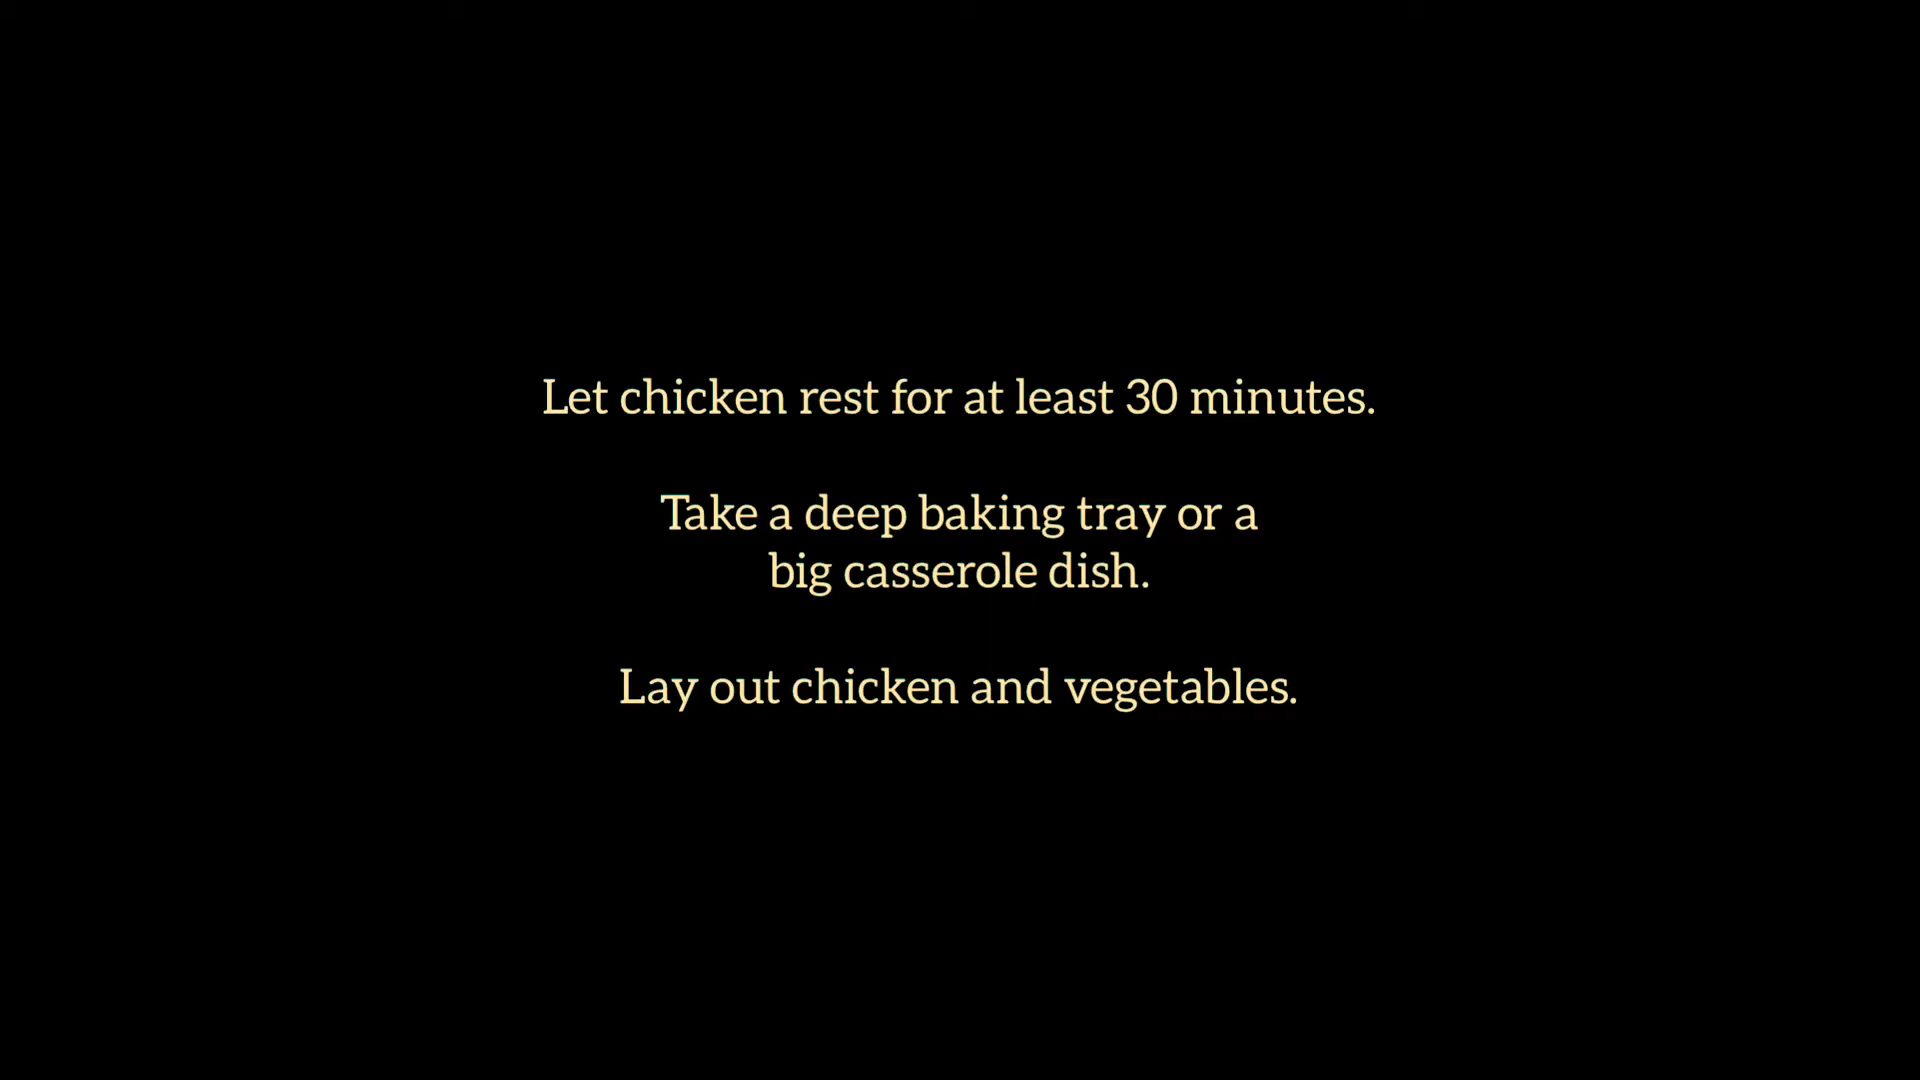 Let chicken rest for at least 30 minutes.
Take a deep baking tray or a
big casserole dish.
Lay out chicken and vegetables.